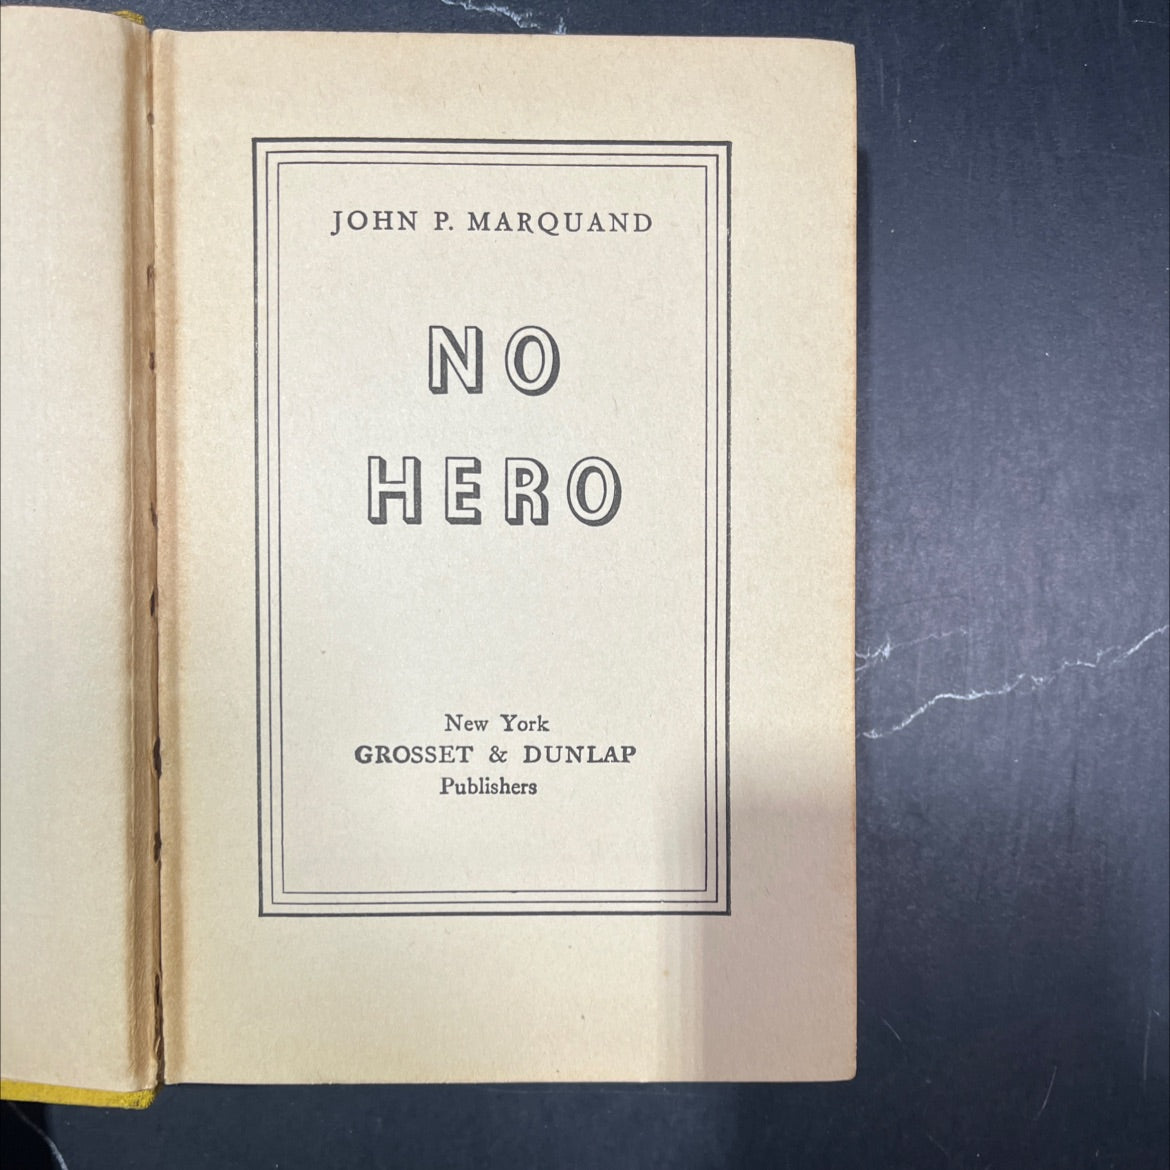 JOHN P. MARQUAND
NO
HERO
New York
GROSSET & DUNLAP
Publishers